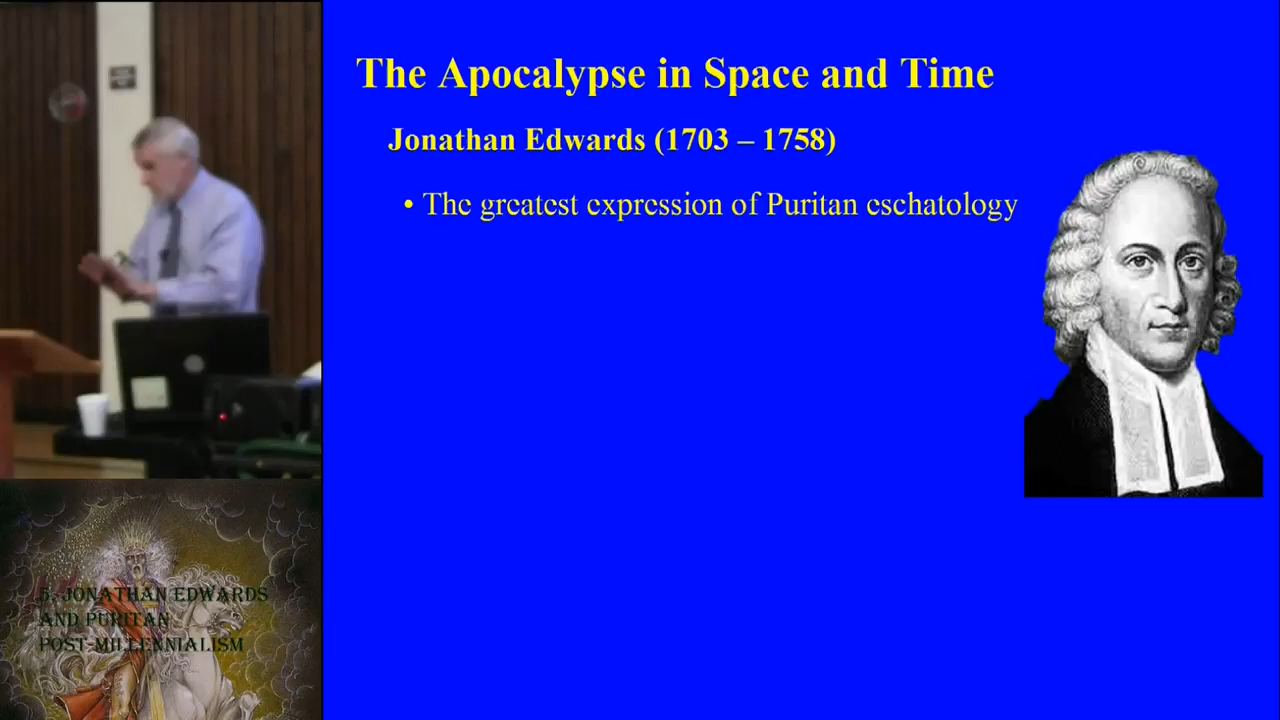 The Apocalypse in Space and Time
Jonathan Edwards (1703 – 1758)
• The greatest expression of Puritan eschatology
5. JONATHAN EDWARDS
AND PURITAN
POST-MILLENNIALISM